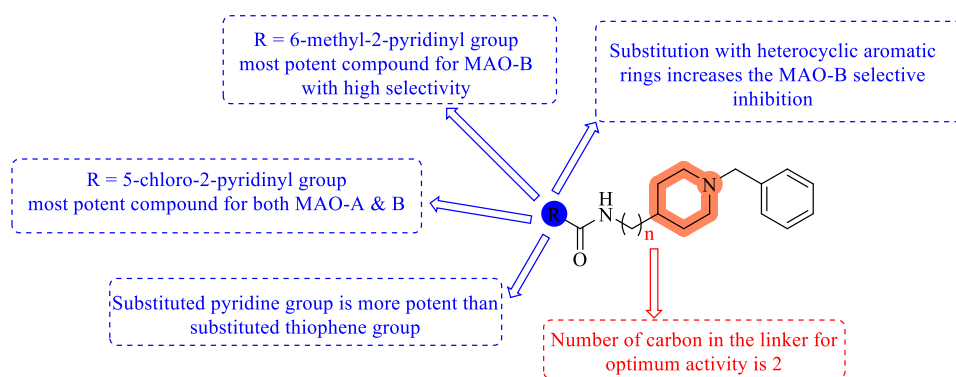 R = 6-methyl-2-pyridinyl group
most potent compound for MAO-B
with high selectivity
Substitution with heterocyclic aromatic
rings increases the MAO-B selective
inhibition
R = 5-chloro-2-pyridinyl group
most potent compound for both MAO-A & B
R
O
H
N
n
N
Substituted pyridine group is more potent than
substituted thiophene group
Number of carbon in the linker for
optimum activity is 2